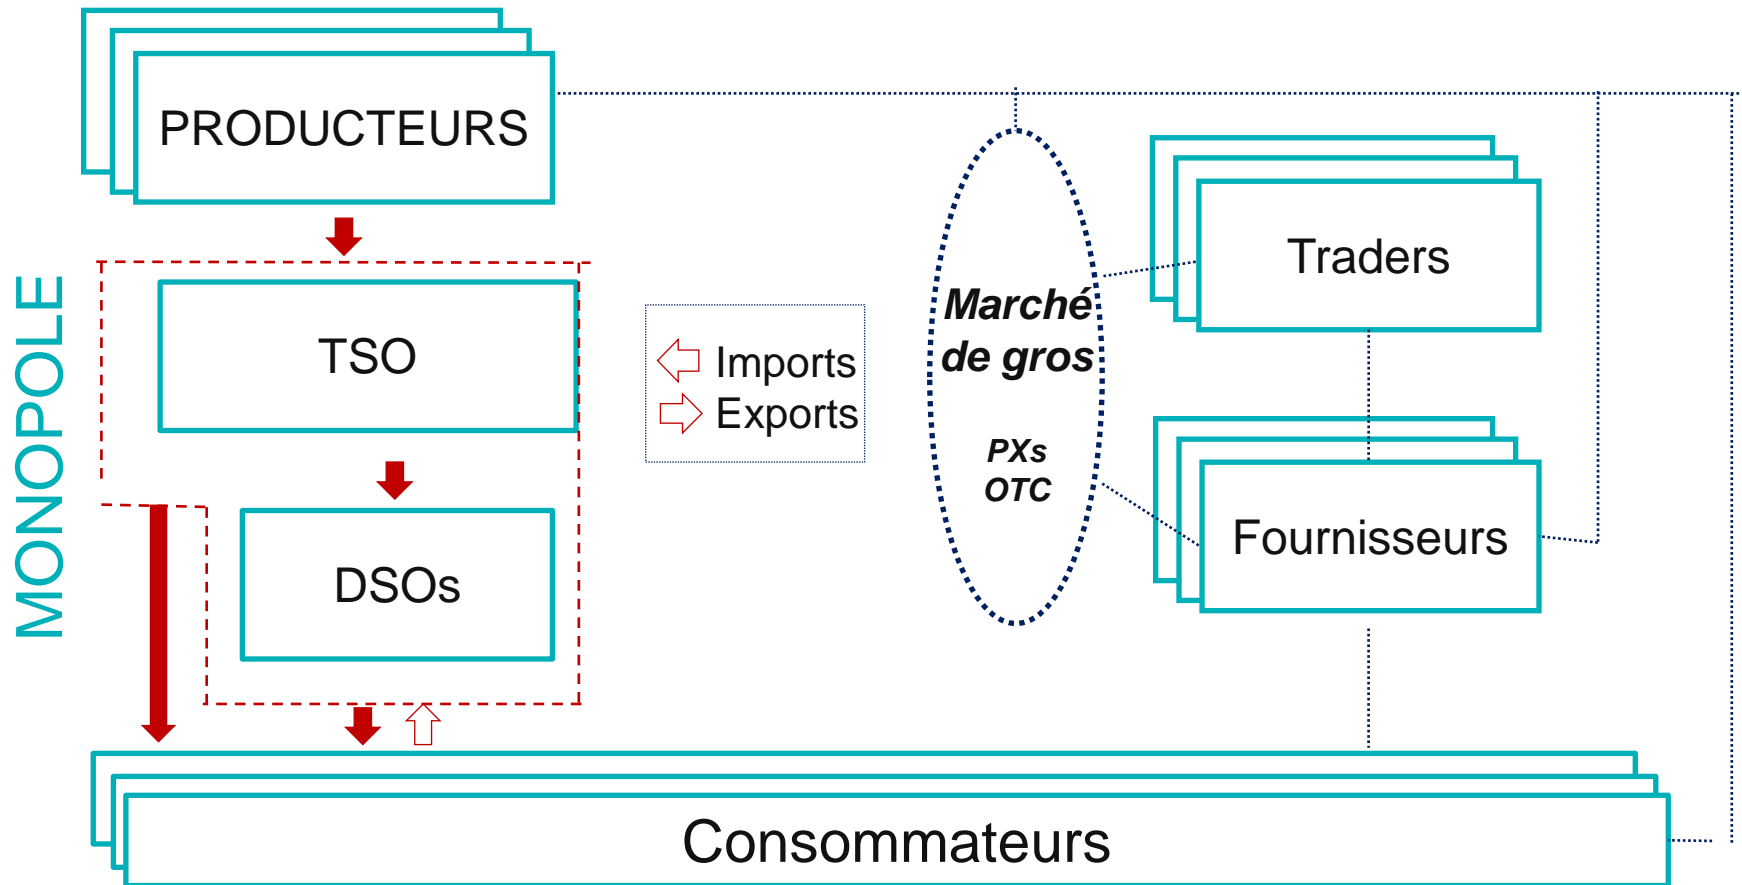 PRODUCTEURS
MONOPOLE
TSO
DSOs
Imports
Exports
Marché
de gros
PXs
OTC
Traders
Fournisseurs
Consommateurs